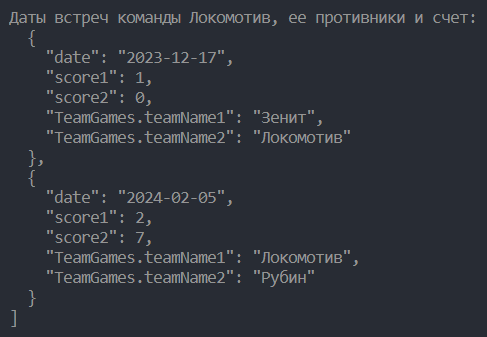 Даты встреч команды Локомотив, ее противники и счет:
{
"date": "2023-12-17",
"score1": 1,
"score2": 0,
"TeamGames.teamName1": "Зенит",
"TeamGames.teamName2": "Локомотив"
},
{
"date": "2024-02-05",
"score1": 2,
"score2": 7,
"TeamGames.teamName1": "Локомотив",
"TeamGames.teamName2": "Рубин"
}
]